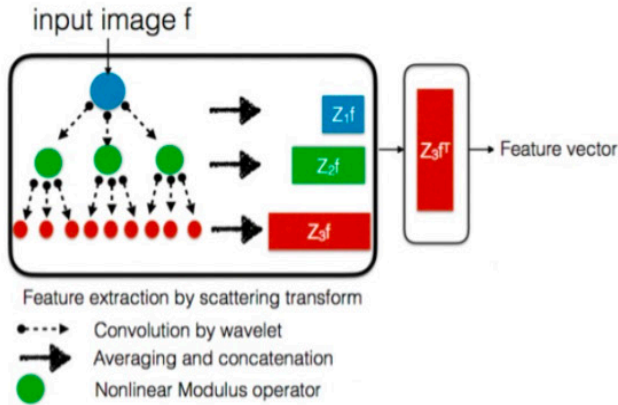 input image f
Z₁f
Z₂f
Z₃f
Z₃fᵀ
Feature vector
Feature extraction by scattering transform
Convolution by wavelet
Averaging and concatenation
Nonlinear Modulus operator